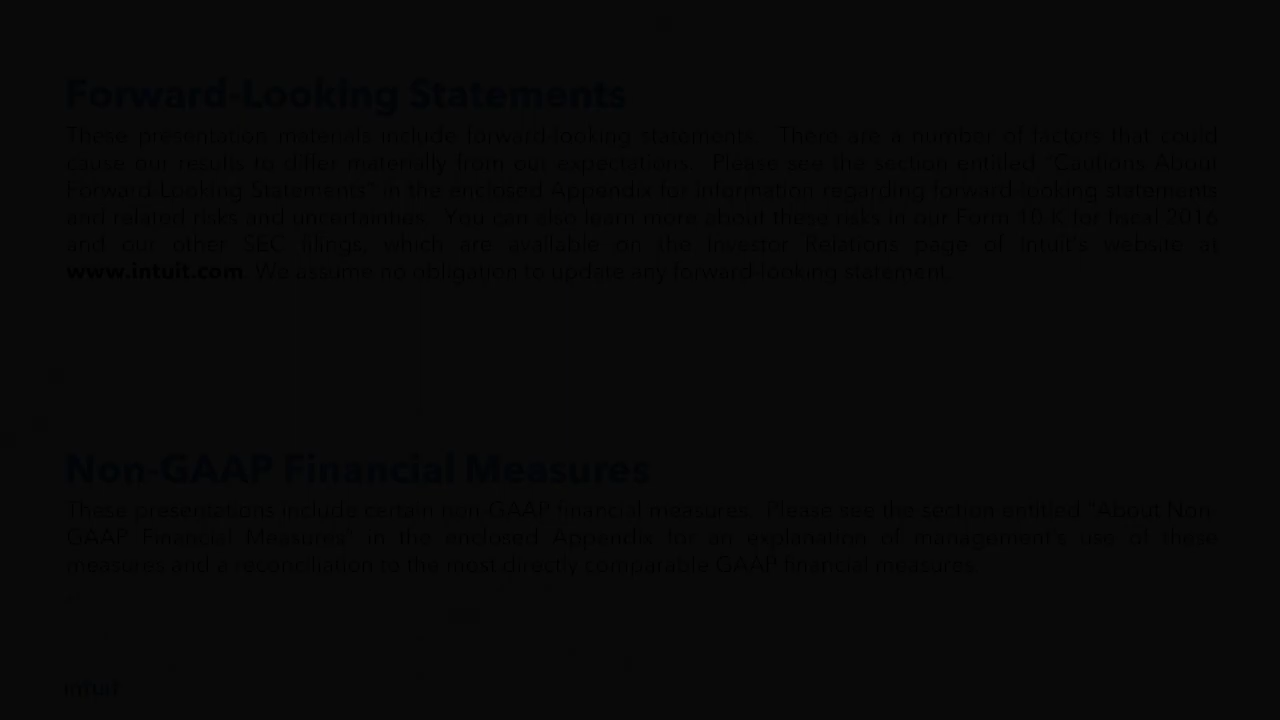 Forward-Looking Statements
These presentation materials include forward-looking statements. There are a number of factors that could
cause our results to differ materially from our expectations. Please see the section entitled "Cautions About
Forward Looking Statements" in the enclosed Appendix for information regarding forward-looking statements
and related risks and uncertainties. You can also learn more about these risks in our Form 10-K for fiscal 2016
and our other SEC filings, which are available on the Investor Relations page of Intuit's website at
www.intuit.com. We assume no obligation to update any forward-looking statement.
Non-GAAP Financial Measures
These presentations include certain non-GAAP financial measures. Please see the section entitled "About Non-
GAAP Financial Measures" in the enclosed Appendix for an explanation of management's use of these
measures and a reconciliation to the most directly comparable GAAP financial measures.
intuit